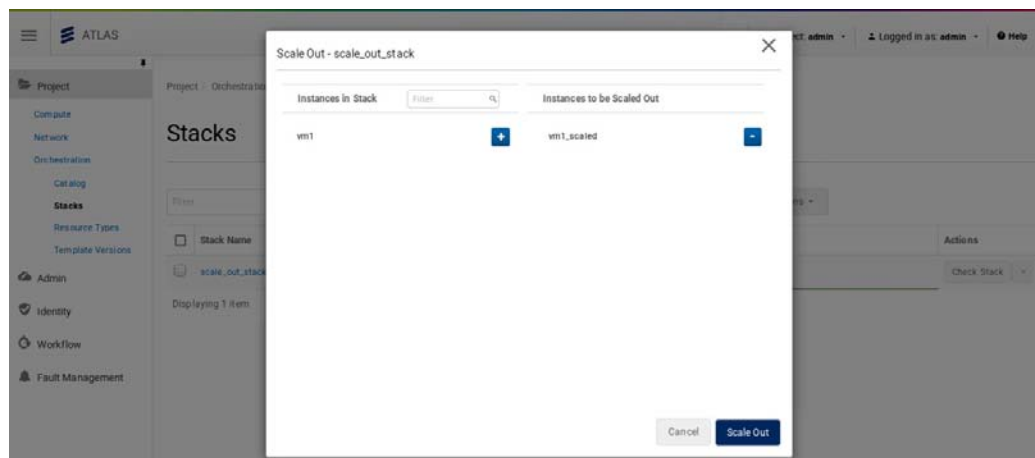 ATLAS
ect: admin
Logged in as: admin
Help
Project
Compute
Network
Orchestration
Catalog
Stacks
Resource Types
Template Versions
Admin
Identity
Workflow
Fault Management
Project
Orchestratio
Stacks
Filter
Stack Name
Actions
scale_out_stack
Check Stack
Displaying 1 item
Scale Out - scale_out_stack
Instances in Stack
Filter
Instances to be Scaled Out
vm1
+
vm1_scaled
-
Cancel
Scale Out